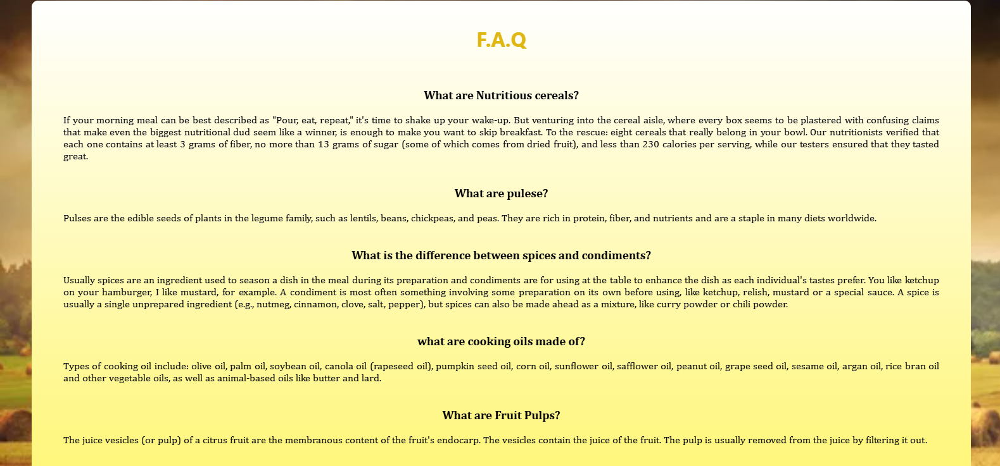 F.A.Q
What are Nutritious cereals?
If your morning meal can be best described as "Pour, eat, repeat," it's time to shake up your wake-up. But venturing into the cereal aisle, where every box seems to be plastered with confusing claims
that make even the biggest nutritional dud seem like a winner, is enough to make you want to skip breakfast. To the rescue: eight cereals that really belong in your bowl. Our nutritionists verified that
each one contains at least 3 grams of fiber, no more than 13 grams of sugar (some of which comes from dried fruit), and less than 230 calories per serving, while our testers ensured that they tasted
great.
What are pulese?
Pulses are the edible seeds of plants in the legume family, such as lentils, beans, chickpeas, and peas. They are rich in protein, fiber, and nutrients and are a staple in many diets worldwide.
What is the difference between spices and condiments?
Usually spices are an ingredient used to season a dish in the meal during its preparation and condiments are for using at the table to enhance the dish as each individual's tastes prefer. You like ketchup
on your hamburger, I like mustard, for example. A condiment is most often something involving some preparation on its own before using, like ketchup, relish, mustard or a special sauce. A spice is
usually a single unprepared ingredient (e.g., nutmeg, cinnamon, clove, salt, pepper), but spices can also be made ahead as a mixture, like curry powder or chili powder.
what are cooking oils made of?
Types of cooking oil include: olive oil, palm oil, soybean oil, canola oil (rapeseed oil), pumpkin seed oil, corn oil, sunflower oil, safflower oil, peanut oil, grape seed oil, sesame oil, argan oil, rice bran oil
and other vegetable oils, as well as animal-based oils like butter and lard.
What are Fruit Pulps?
The juice vesicles (or pulp) of a citrus fruit are the membranous content of the fruit's endocarp. The vesicles contain the juice of the fruit. The pulp is usually removed from the juice by filtering it out.